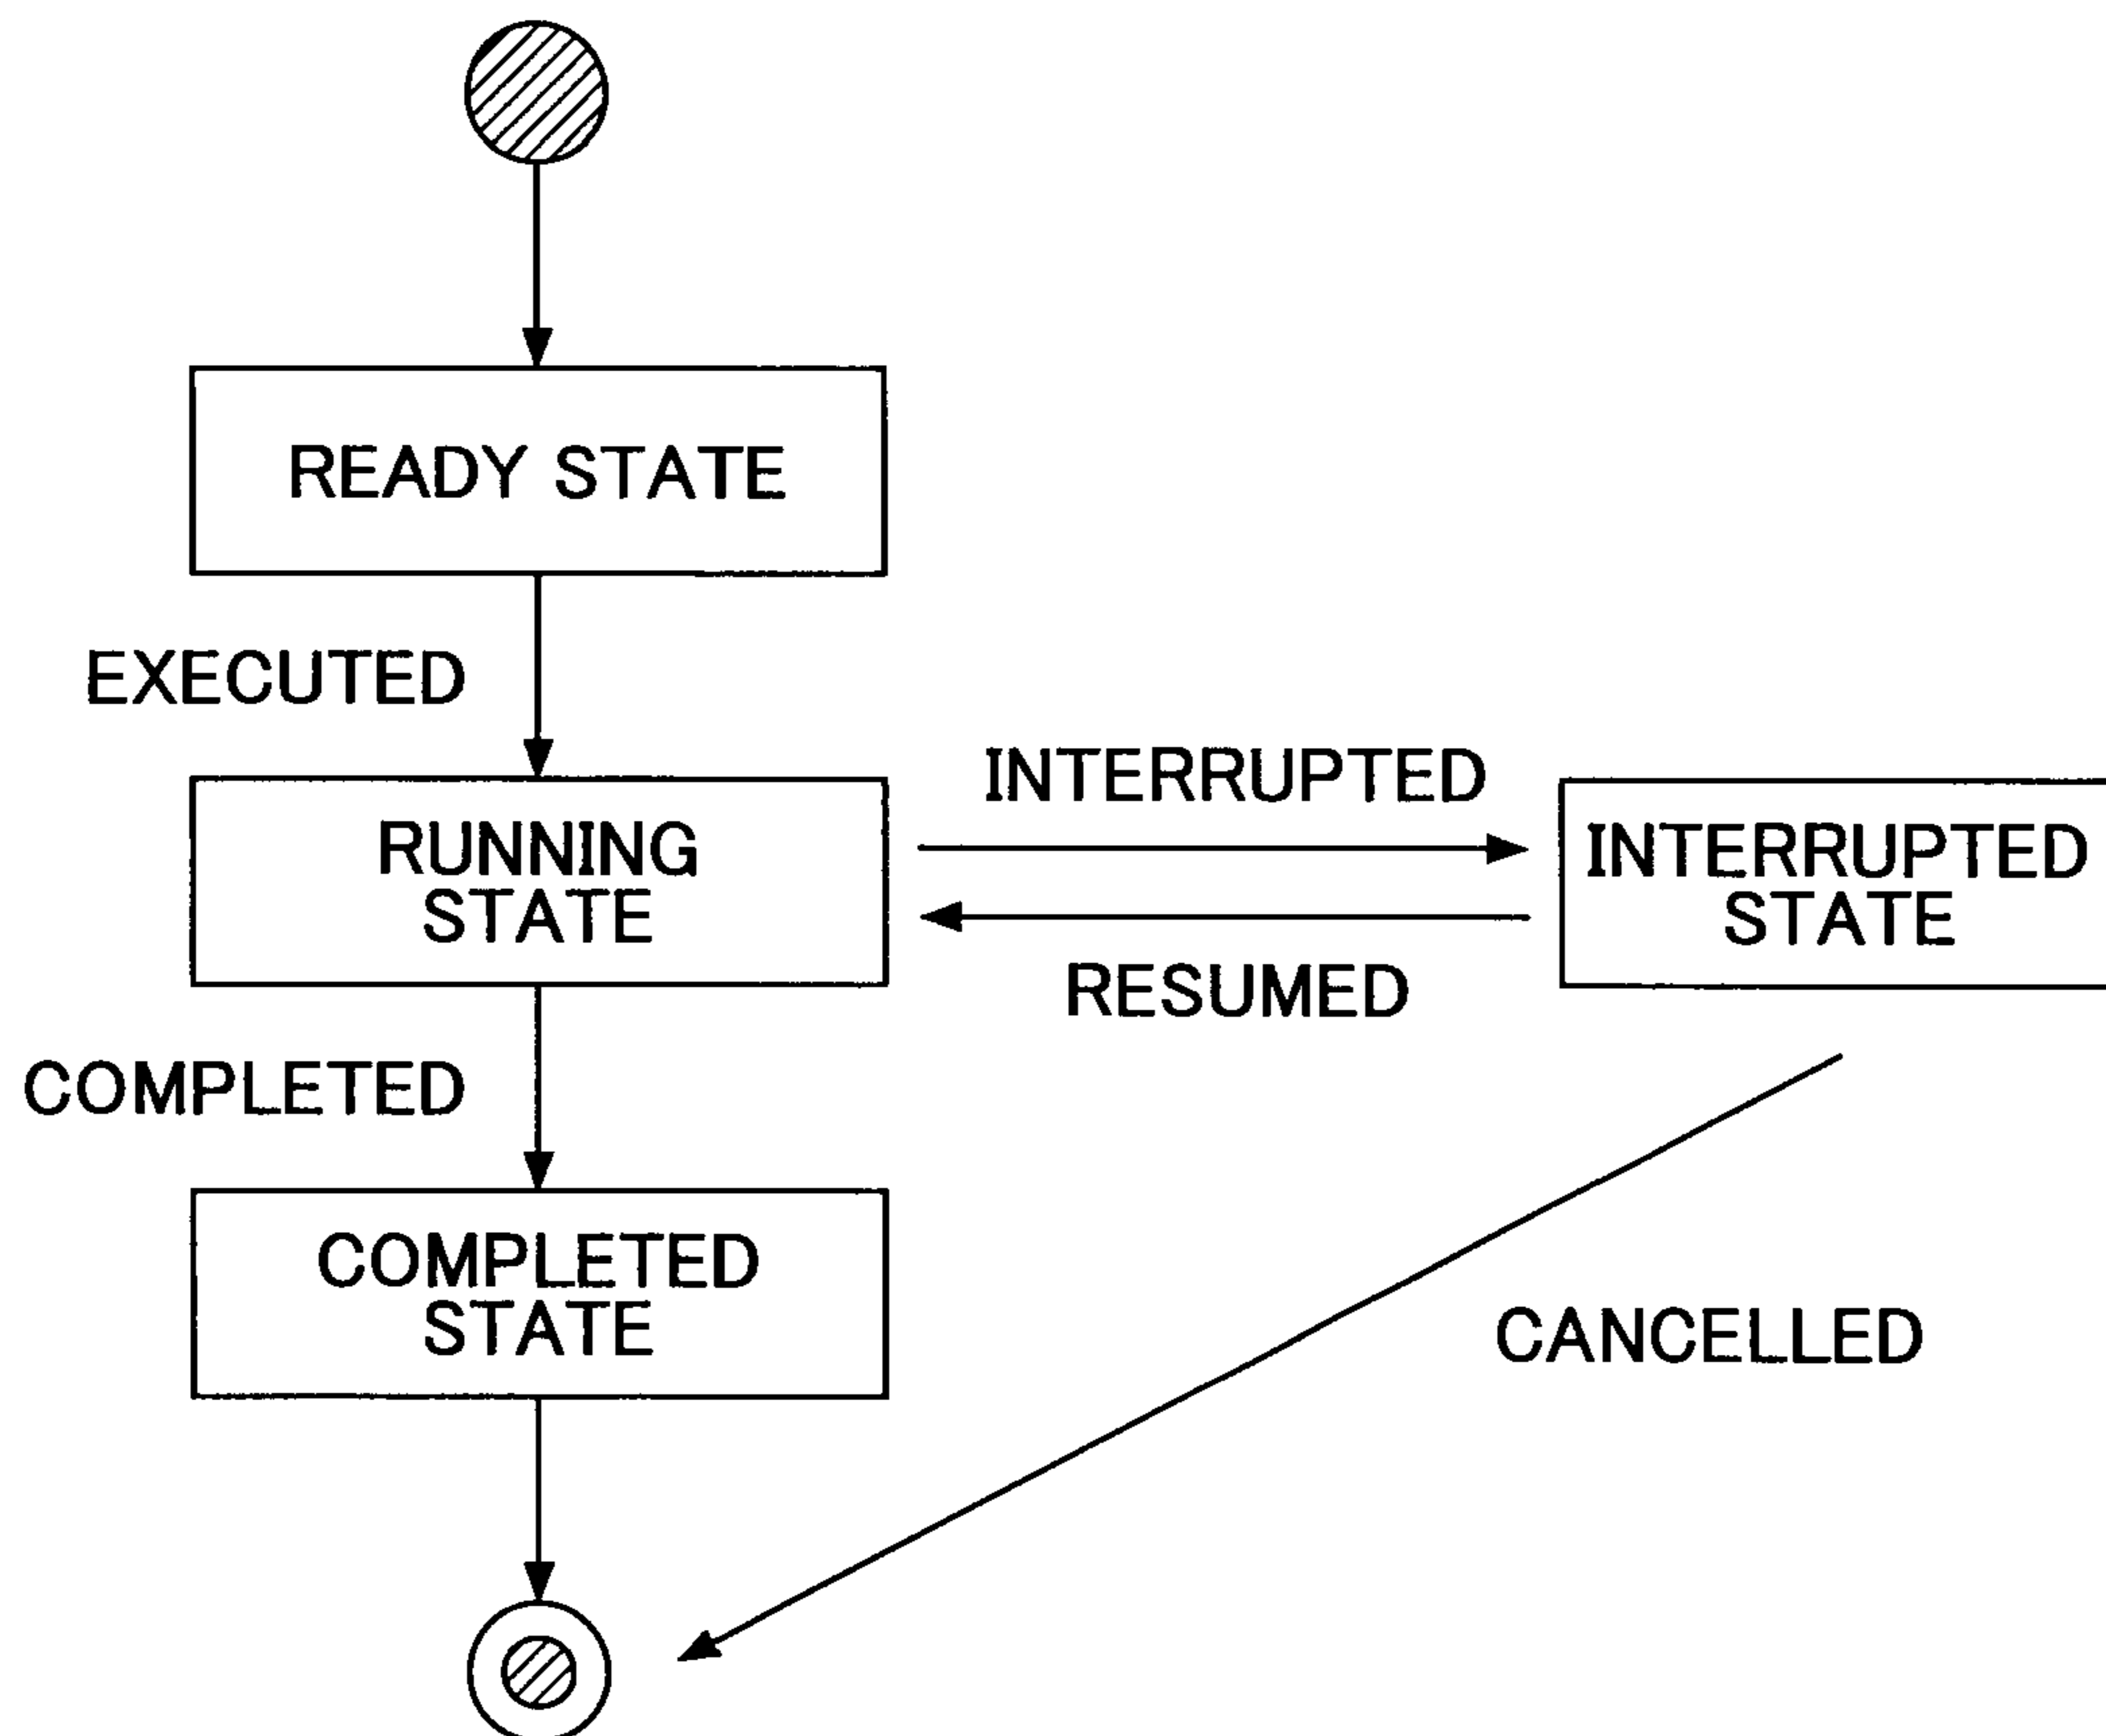 READY STATE
EXECUTED
INTERRUPTED
RUNNING
STATE
INTERRUPTED
STATE
RESUMED
COMPLETED
COMPLETED
STATE
CANCELLED